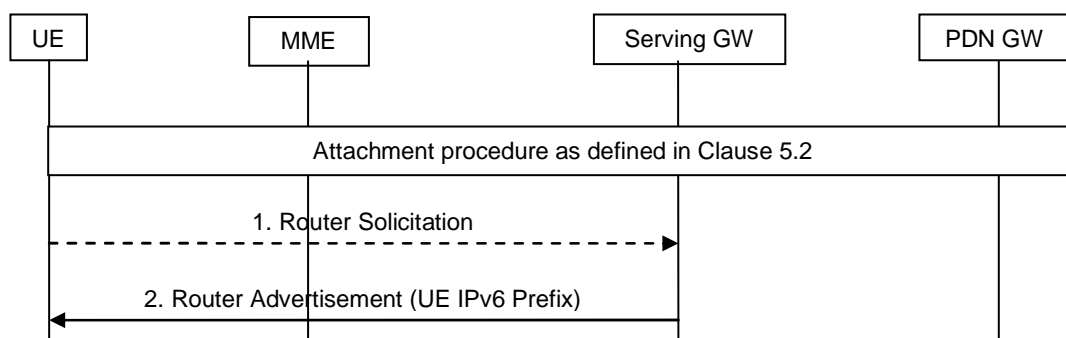 UE
MME
Serving GW
PDN GW
Attachment procedure as defined in Clause 5.2
1. Router Solicitation
2. Router Advertisement (UE IPv6 Prefix)